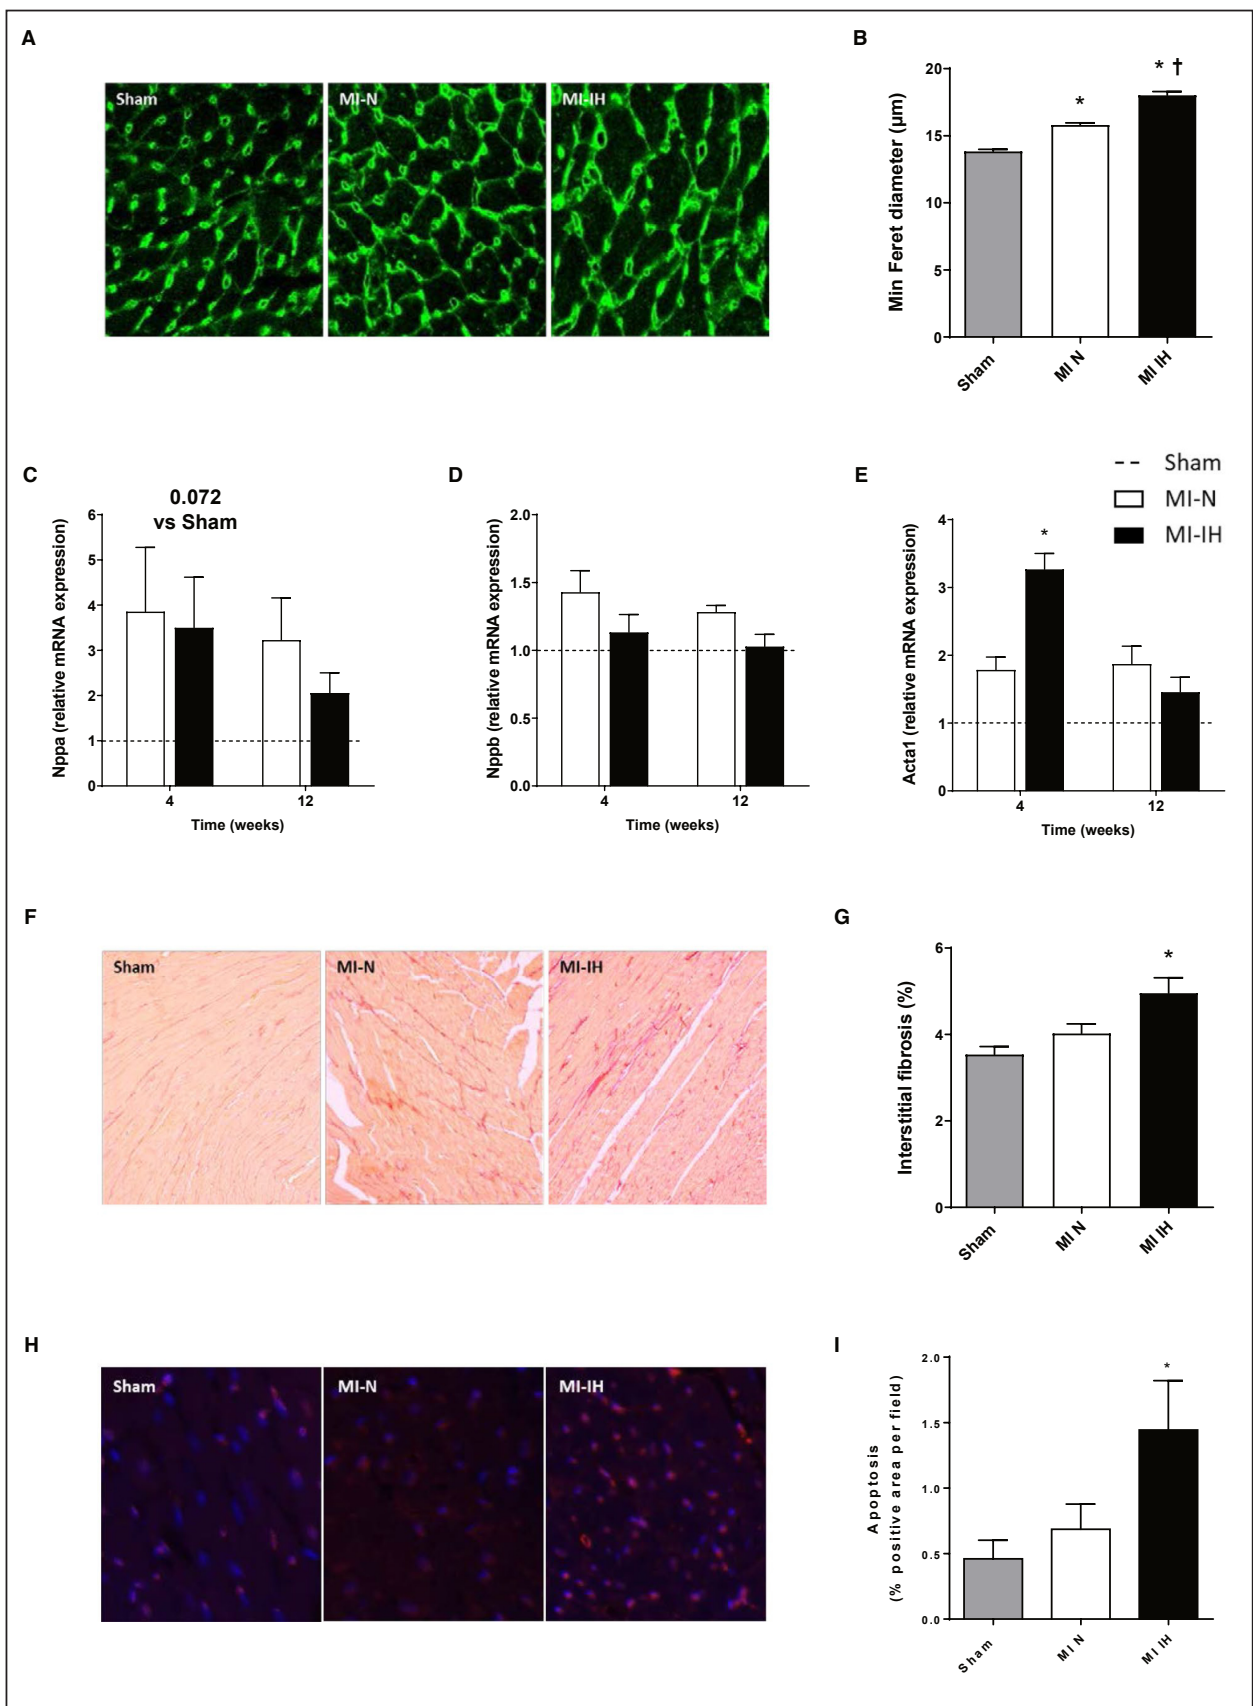 A
Sham
MI-N
MI-IH
B
Min Feret diameter (μm)
20
15
10
5
0
*
* †
Sham
MI N
MI IH
C
0.072
vs Sham
Nppa (relative mRNA expression)
6
5
4
3
2
1
0
4
12
Time (weeks)
D
Nppb (relative mRNA expression)
2.0
1.5
1.0
0.5
0.0
4
12
Time (weeks)
E
Sham
MI-N
MI-IH
Acta1 (relative mRNA expression)
4
3
2
1
0
*
4
12
Time (weeks)
F
Sham
MI-N
MI-IH
G
Interstitial fibrosis (%)
6
4
2
0
*
Sham
MI N
MI IH
H
Sham
MI-N
MI-IH
I
Apoptosis
(% positive area per field)
2.0
1.5
1.0
0.5
0.0
*
Sham
MI N
MI IH